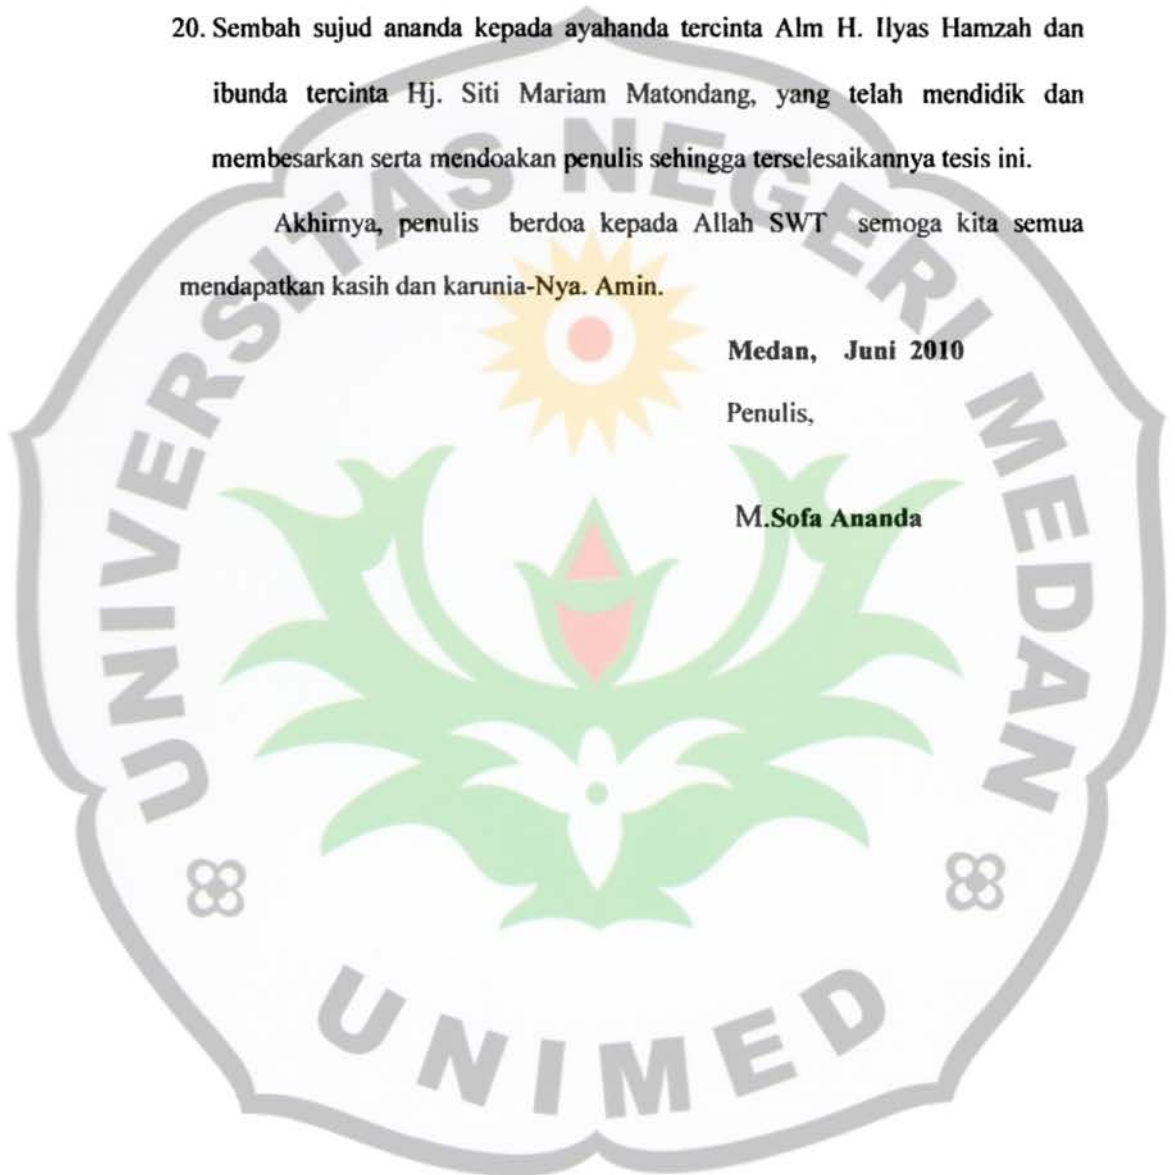 20. Sembah sujud ananda kepada ayahanda tercinta Alm H. Ilyas Hamzah dan
ibunda tercinta Hj. Siti Mariam Matondang, yang telah mendidik dan
membesarkan serta mendoakan penulis sehingga terselesaikannya tesis ini.
Akhirnya, penulis berdoa kepada Allah SWT semoga kita semua
mendapatkan kasih dan karunia-Nya. Amin.
Medan, Juni 2010
Penulis,
M.Sofa Ananda
UNIVERSITAS NEGERI MEDAN
UNIMED